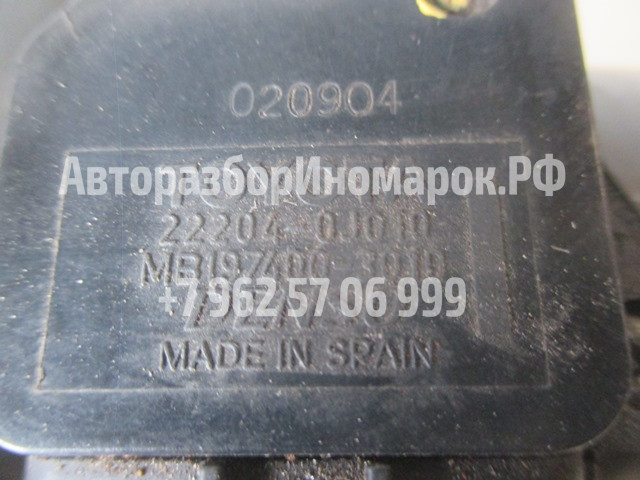 020904
АвторазборИномарок.РФ
22204-0J010
MB197400-3010
+7 962 57 06 999
MADE IN SPAIN